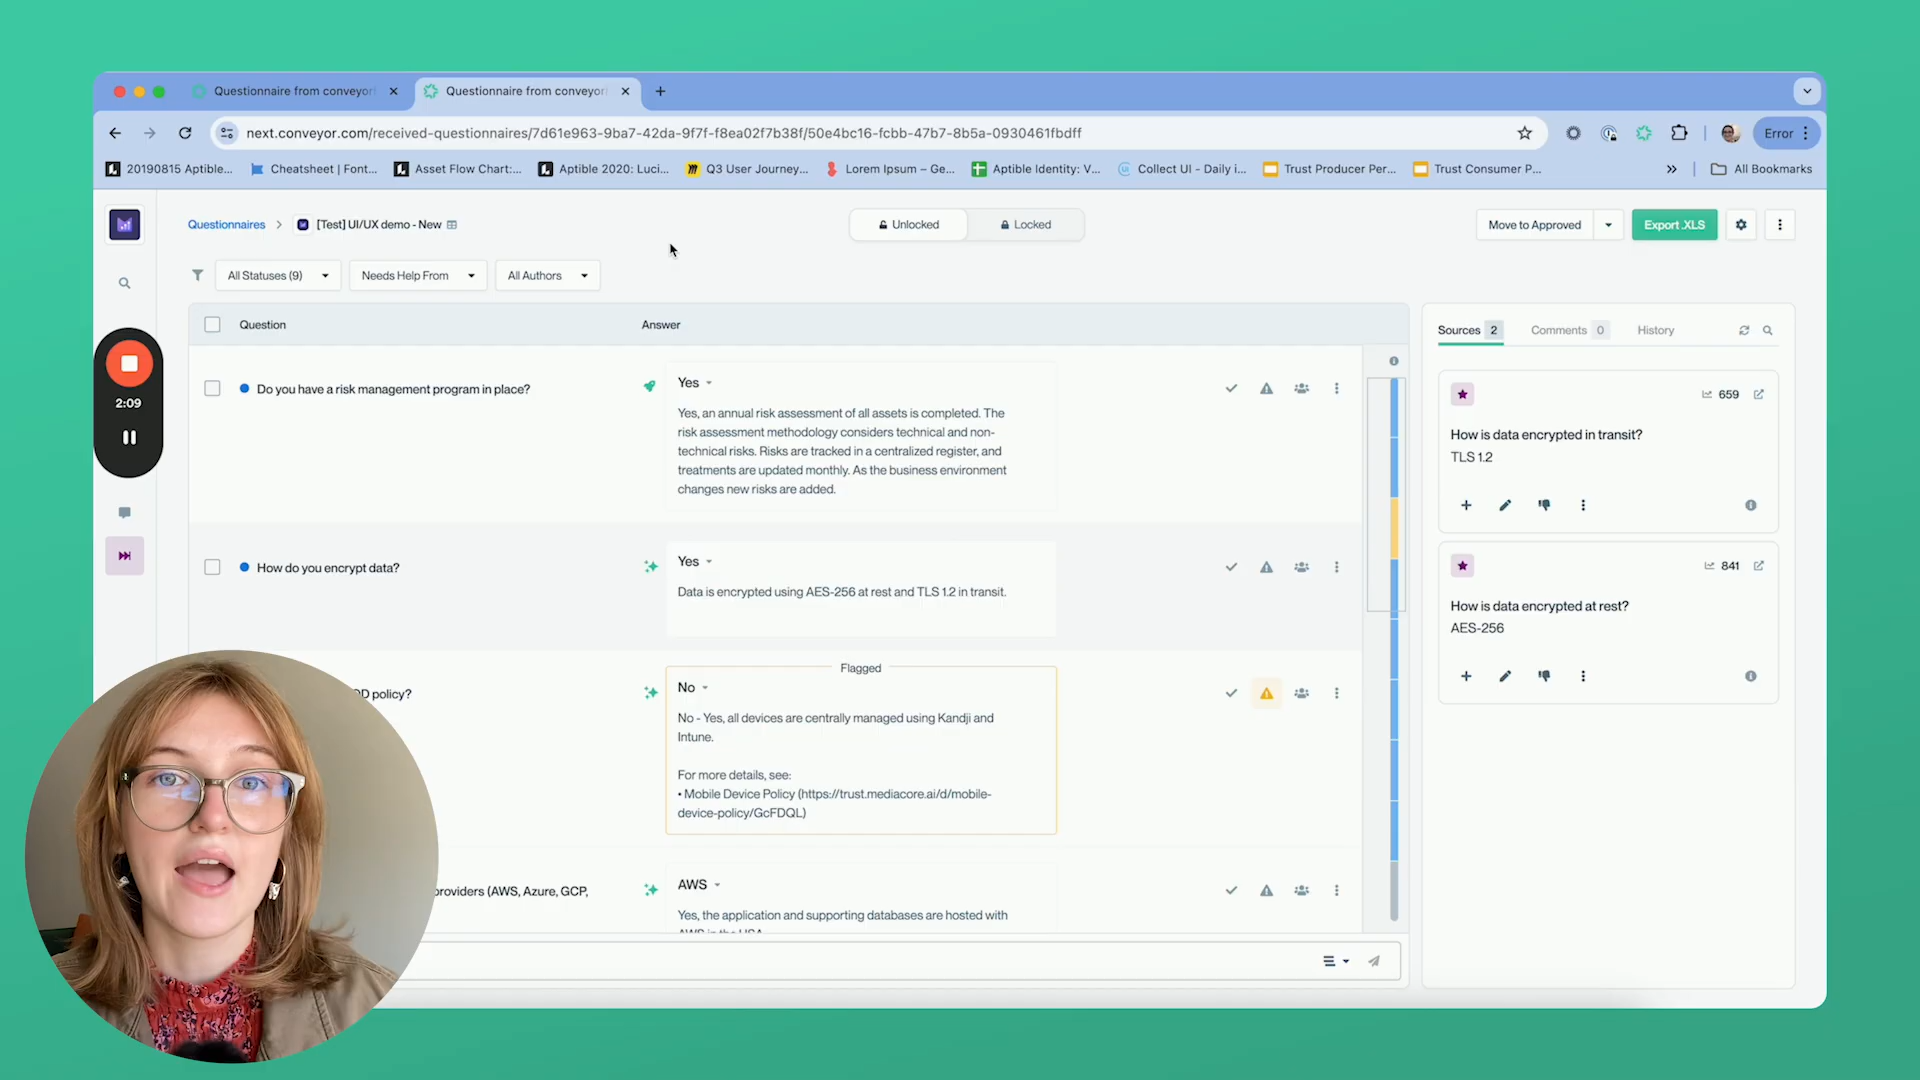 Questionnaire from conveyor
Questionnaire from conveyor
next.conveyor.com/received-questionnaires/7d61e963-9ba7-42da-9f7f-f8ea02f7b38f/50e4bc16-fcbb-47b7-8b5a-0930461fbdff
Error
20190815 Aptible...
Cheatsheet | Font...
Asset Flow Chart:...
Aptible 2020: Luci...
Q3 User Journey...
Lorem Ipsum – Ge...
Aptible Identity: V...
Collect UI - Daily i...
Trust Producer Per...
Trust Consumer P...
All Bookmarks
Questionnaires
[Test] UI/UX demo - New
Unlocked
Locked
Move to Approved
Export .XLS
All Statuses (9)
Needs Help From
All Authors
Question
Answer
Do you have a risk management program in place?
Yes
Yes, an annual risk assessment of all assets is completed. The
risk assessment methodology considers technical and non-
technical risks. Risks are tracked in a centralized register, and
treatments are updated monthly. As the business environment
changes new risks are added.
How do you encrypt data?
Yes
Data is encrypted using AES-256 at rest and TLS 1.2 in transit.
Flagged
D policy?
No
No - Yes, all devices are centrally managed using Kandji and
Intune.
For more details, see:
• Mobile Device Policy (https://trust.mediacore.ai/d/mobile-
device-policy/GcFDQL)
providers (AWS, Azure, GCP,
AWS
Yes, the application and supporting databases are hosted with
AWS in the USA
Sources 2
Comments 0
History
659
How is data encrypted in transit?
TLS 1.2
841
How is data encrypted at rest?
AES-256
2:09